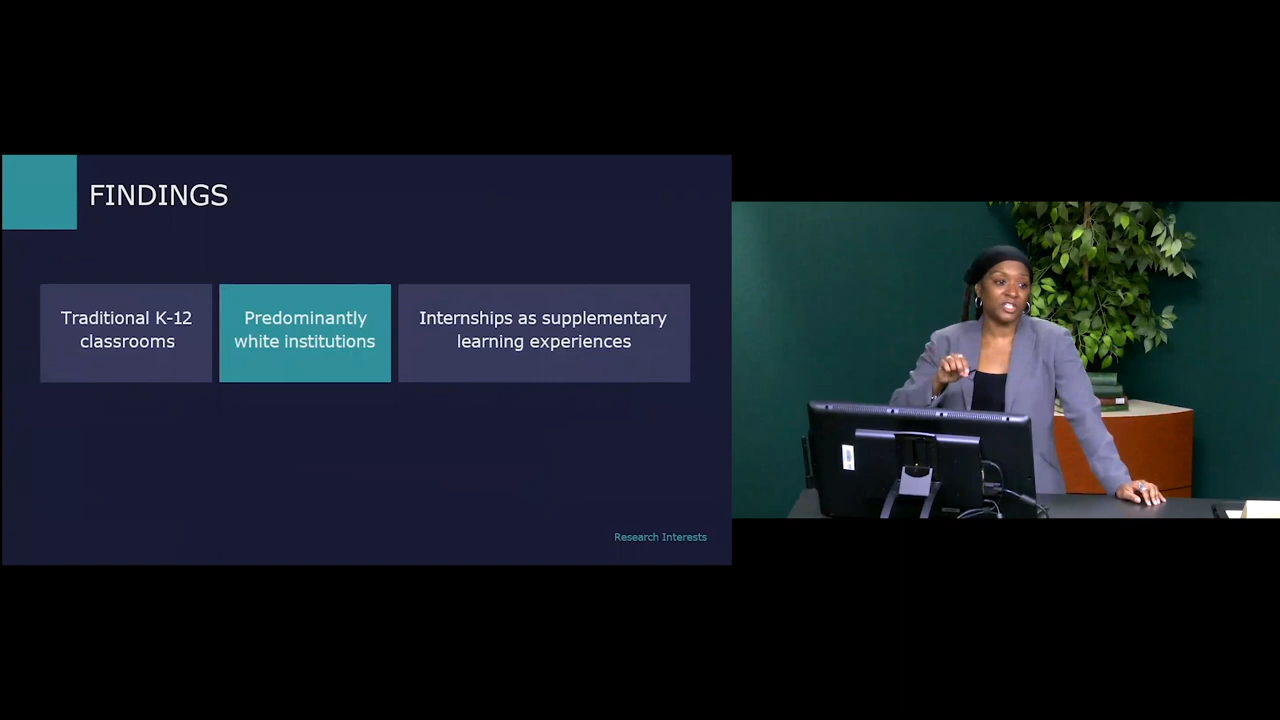 FINDINGS
Traditional K-12
classrooms
Predominantly
white institutions
Internships as supplementary
learning experiences
Research Interests